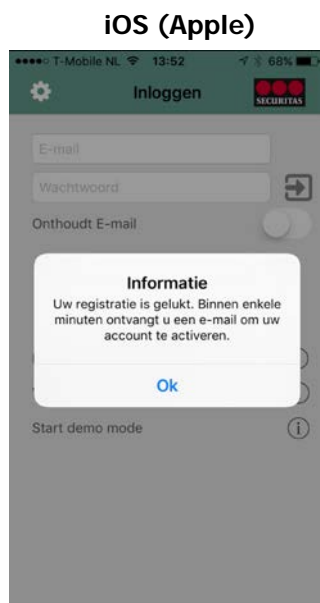 iOS (Apple)
T-Mobile NL 13:52 68%
Inloggen
SECURITAS
E-mail
Wachtwoord
Onthoudt E-mail
Informatie
Uw registratie is gelukt. Binnen enkele
minuten ontvangt u een e-mail om uw
account te activeren.
Ok
Start demo mode
i